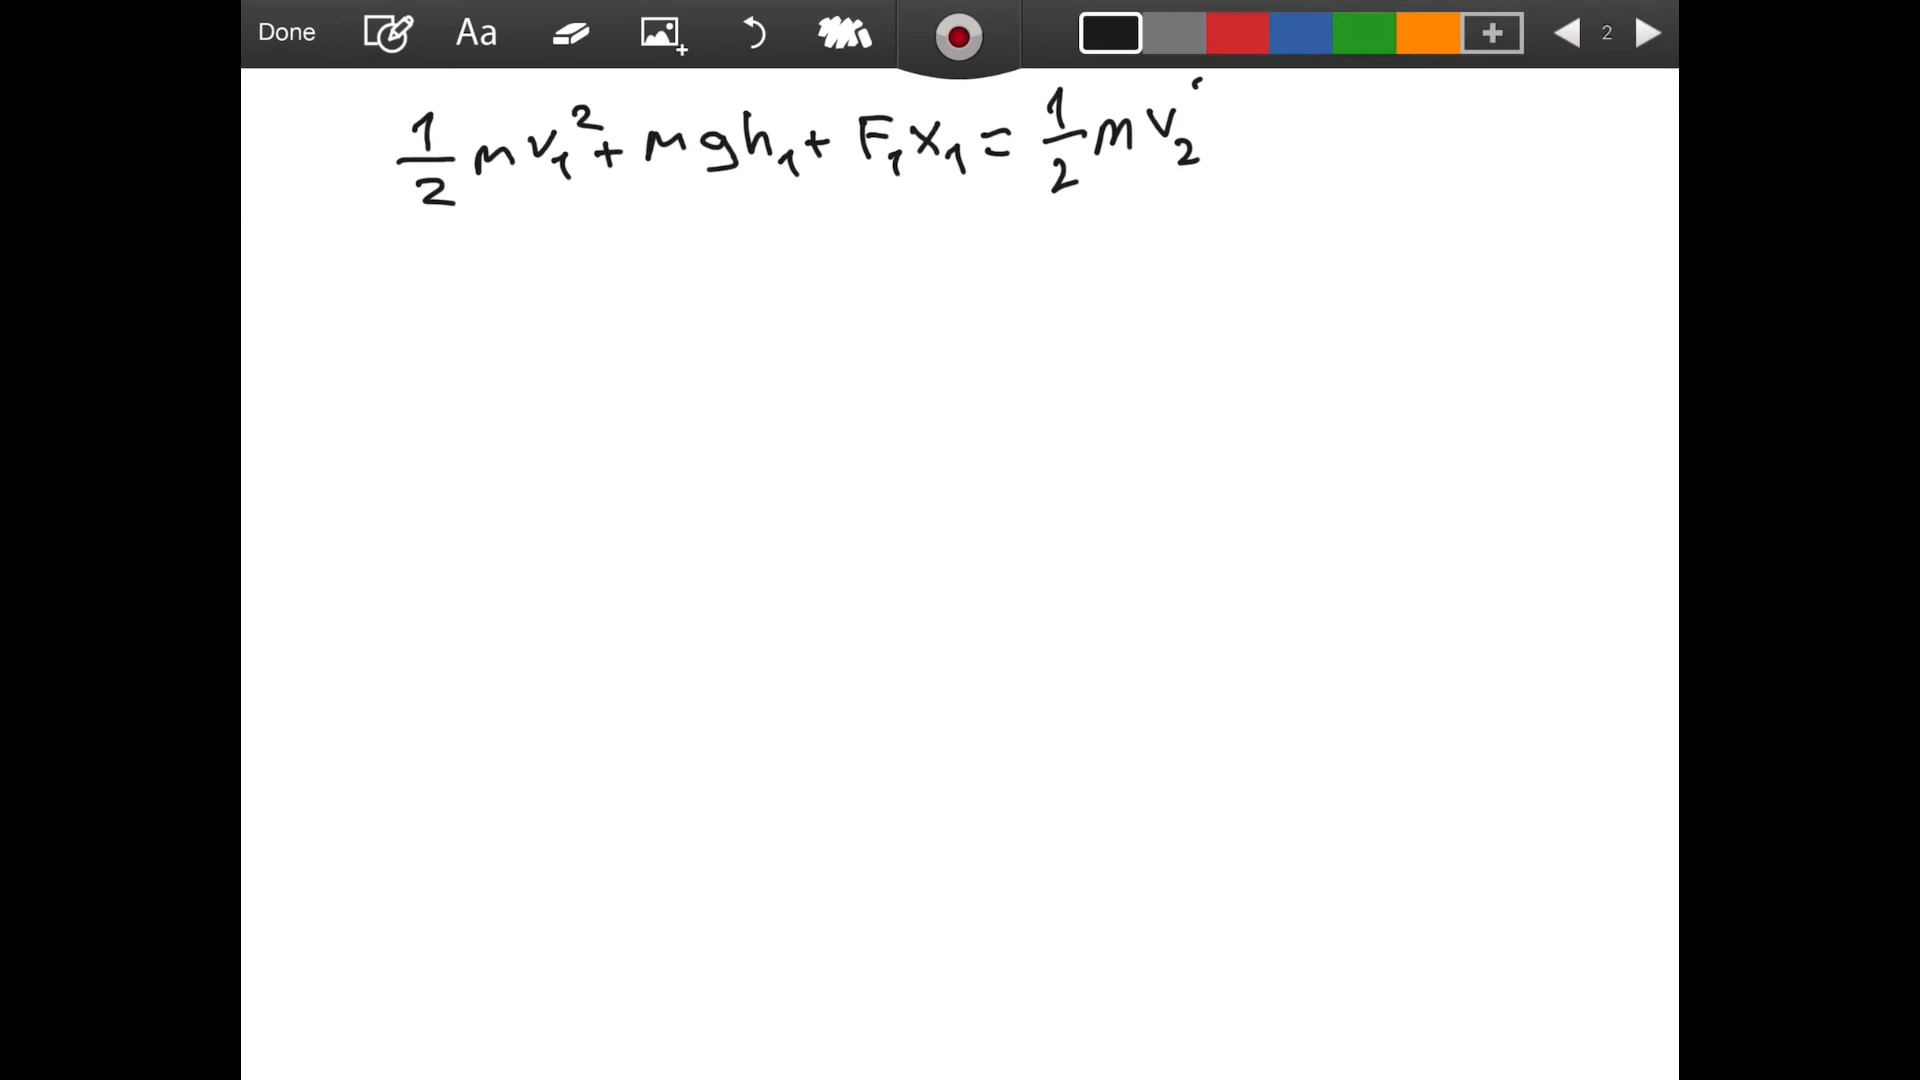 Done Aa 2
1/2 mv₁² + mgh₁ + F₁x₁ = 1/2 mv₂